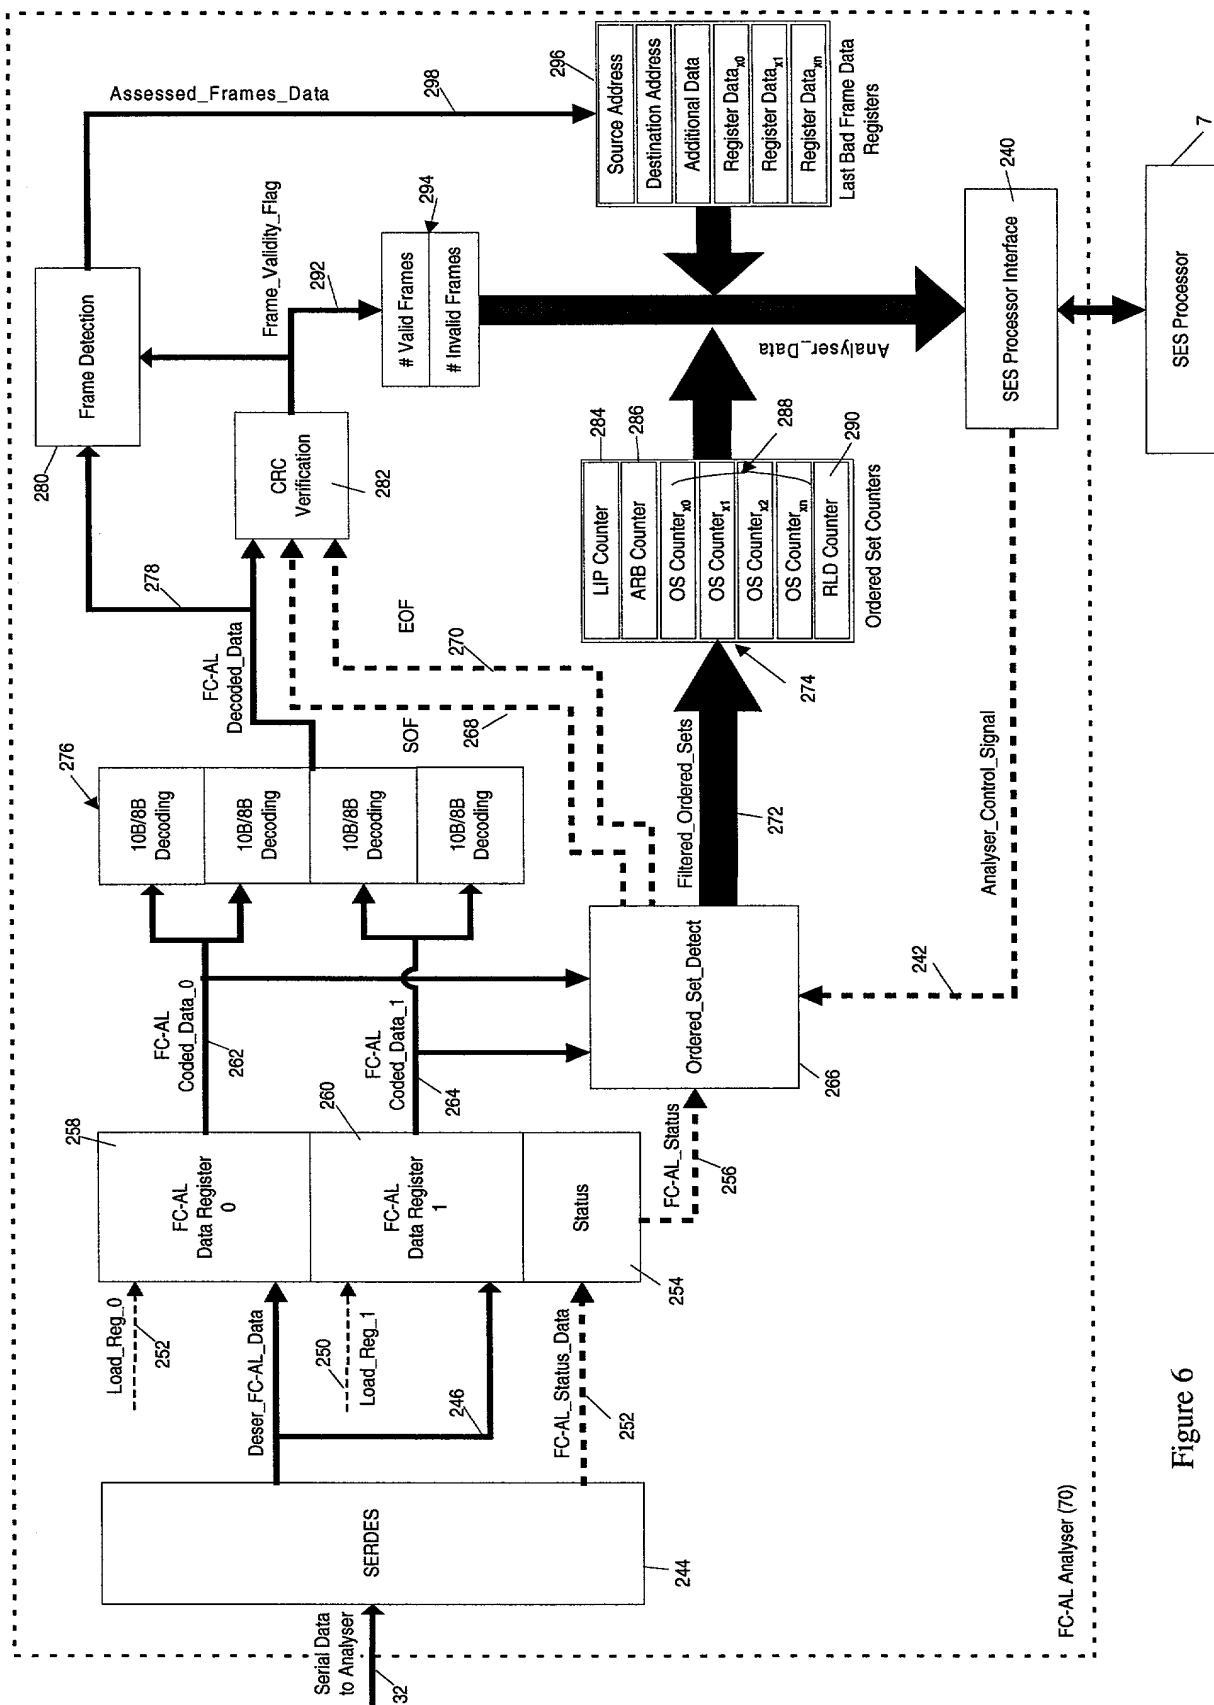 Serial Data
to Analyser
32
SERDES
244
Deser_FC-AL_Data
246
FC-AL_Status_Data
252
Load_Reg_0
252
250
Load_Reg_1
258
FC-AL
Data Register
0
260
FC-AL
Data Register
1
Status
254
FC-AL
Coded_Data_0
262
FC-AL
Coded_Data_1
264
FC-AL_Status
256
276
10B/8B
Decoding
10B/8B
Decoding
10B/8B
Decoding
10B/8B
Decoding
Ordered_Set_Detect
266
FC-AL
Decoded_Data
278
SOF
268
EOF
270
Filtered_Ordered_Sets
272
Analyser_Control_Signal
242
280
Frame Detection
CRC
Verification
282
Frame_Validity_Flag
292
Assessed_Frames_Data
298
# Valid Frames
# Invalid Frames
294
LIP Counter
ARB Counter
OS Counterx0
OS Counterx1
OS Counterx2
OS Counterxn
RLD Counter
284
286
288
290
Ordered Set Counters
274
Analyser_Data
296
Source Address
Destination Address
Additional Data
Register Datax0
Register Datax1
Register Dataxn
Last Bad Frame Data
Registers
SES Processor Interface
240
SES Processor
7
FC-AL Analyser (70)
Figure 6